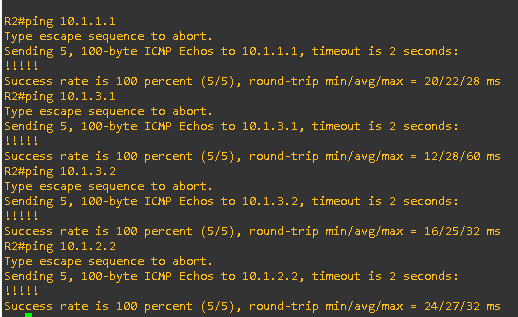 R2#ping 10.1.1.1
Type escape sequence to abort.
Sending 5, 100-byte ICMP Echos to 10.1.1.1, timeout is 2 seconds:
!!!!!
Success rate is 100 percent (5/5), round-trip min/avg/max = 20/22/28 ms
R2#ping 10.1.3.1
Type escape sequence to abort.
Sending 5, 100-byte ICMP Echos to 10.1.3.1, timeout is 2 seconds:
!!!!!
Success rate is 100 percent (5/5), round-trip min/avg/max = 12/28/60 ms
R2#ping 10.1.3.2
Type escape sequence to abort.
Sending 5, 100-byte ICMP Echos to 10.1.3.2, timeout is 2 seconds:
!!!!!
Success rate is 100 percent (5/5), round-trip min/avg/max = 16/25/32 ms
R2#ping 10.1.2.2
Type escape sequence to abort.
Sending 5, 100-byte ICMP Echos to 10.1.2.2, timeout is 2 seconds:
!!!!!
Success rate is 100 percent (5/5), round-trip min/avg/max = 24/27/32 ms